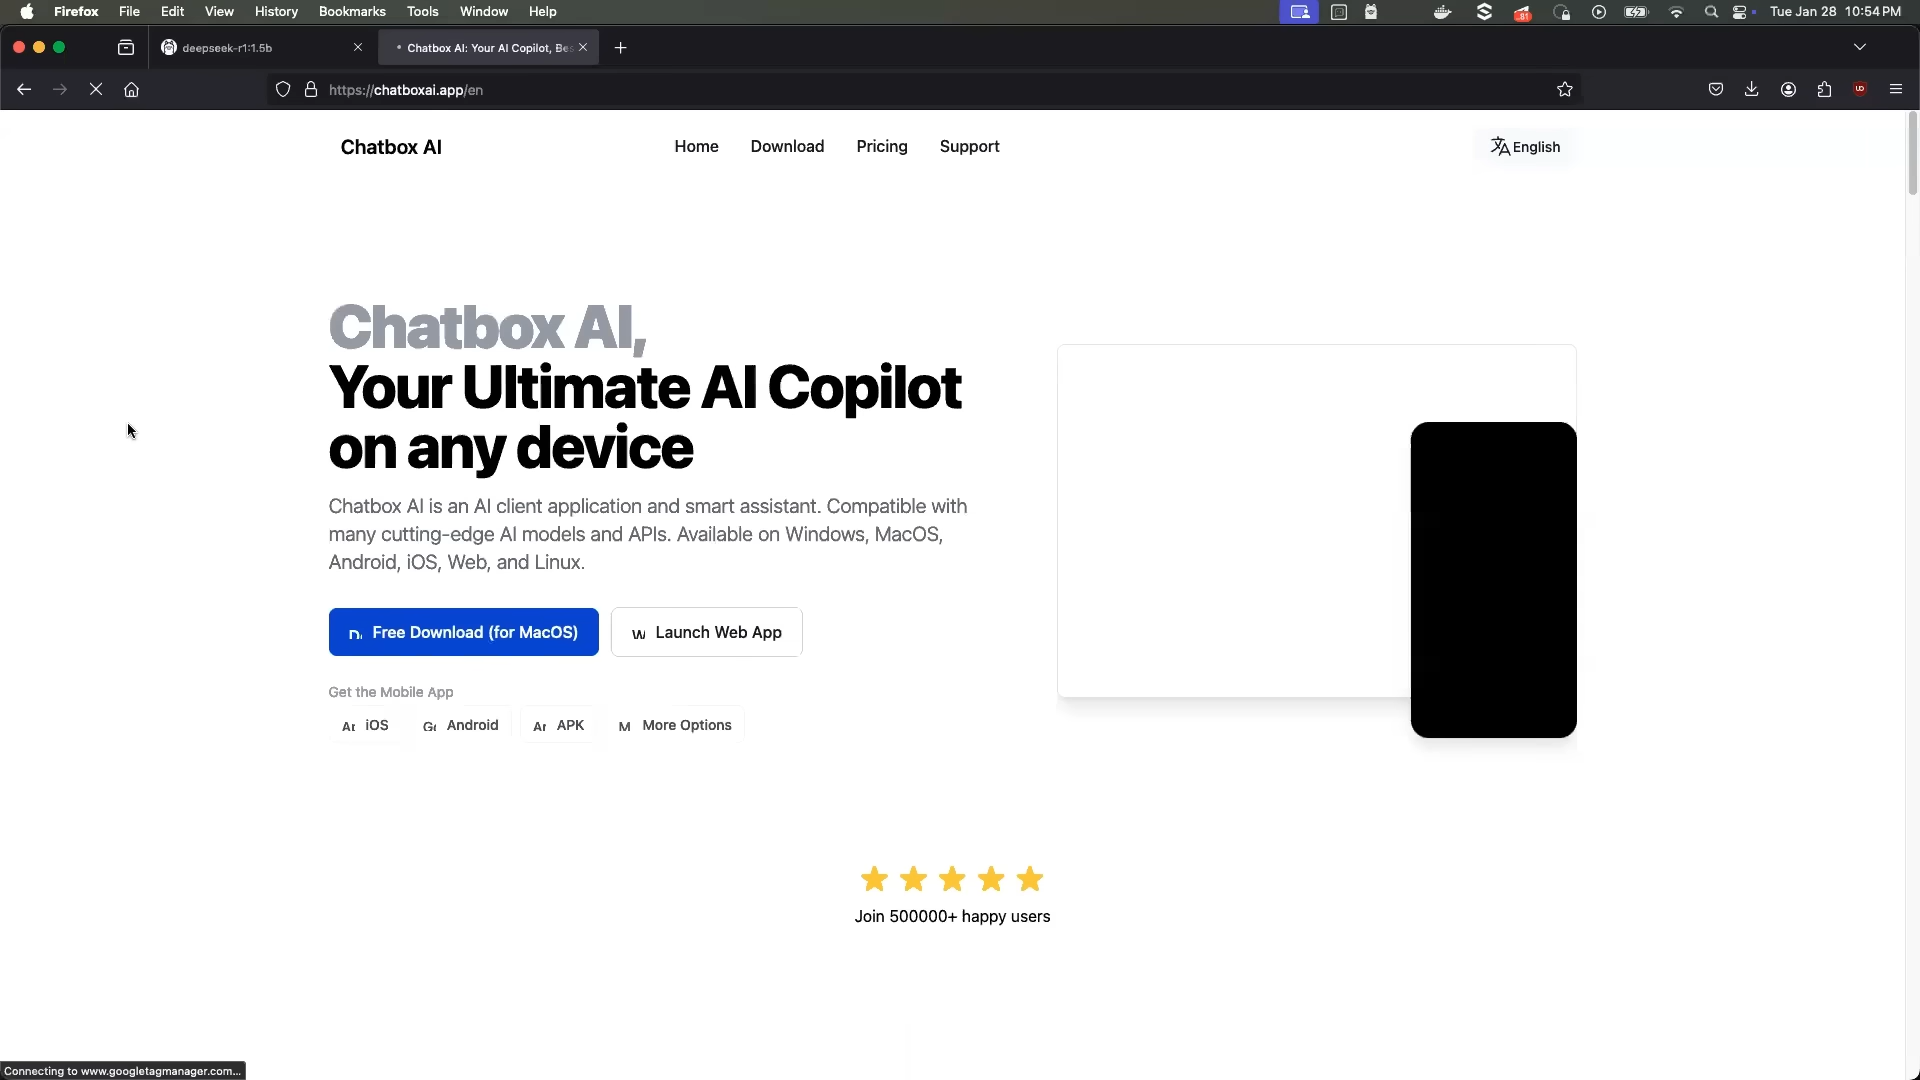 Firefox File Edit View History Bookmarks Tools Window Help
Tue Jan 28 10:54 PM
deepseek-r1:1.5b
Chatbox AI: Your AI Copilot, Bes
https://chatboxai.app/en
Chatbox AI
Home Download Pricing Support
English
Chatbox AI,
Your Ultimate AI Copilot
on any device
Chatbox AI is an AI client application and smart assistant. Compatible with
many cutting-edge AI models and APIs. Available on Windows, MacOS,
Android, iOS, Web, and Linux.
Free Download (for MacOS)
W Launch Web App
Get the Mobile App
iOS
Android
APK
M More Options
Join 500000+ happy users
Connecting to www.googletagmanager.com...